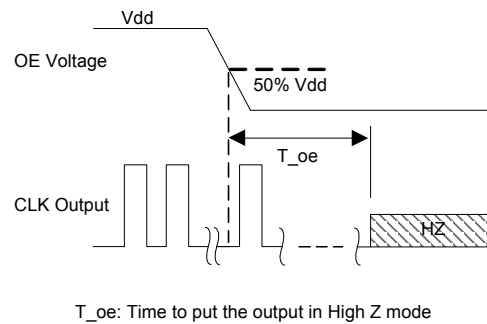 Vdd
OE Voltage
50% Vdd
T_oe
CLK Output
HZ
T_oe: Time to put the output in High Z mode